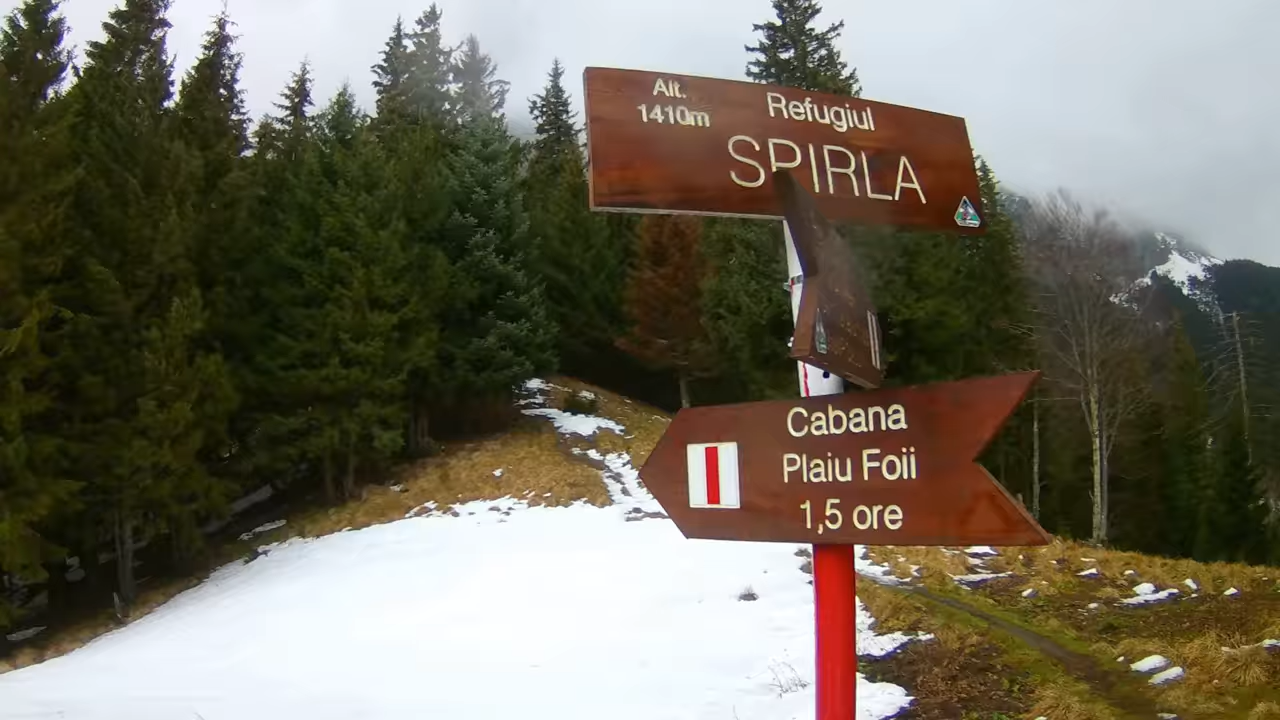 Alt.
1410m
Refugiul
SPIRLA
Cabana
Plaiu Foii
1,5 ore